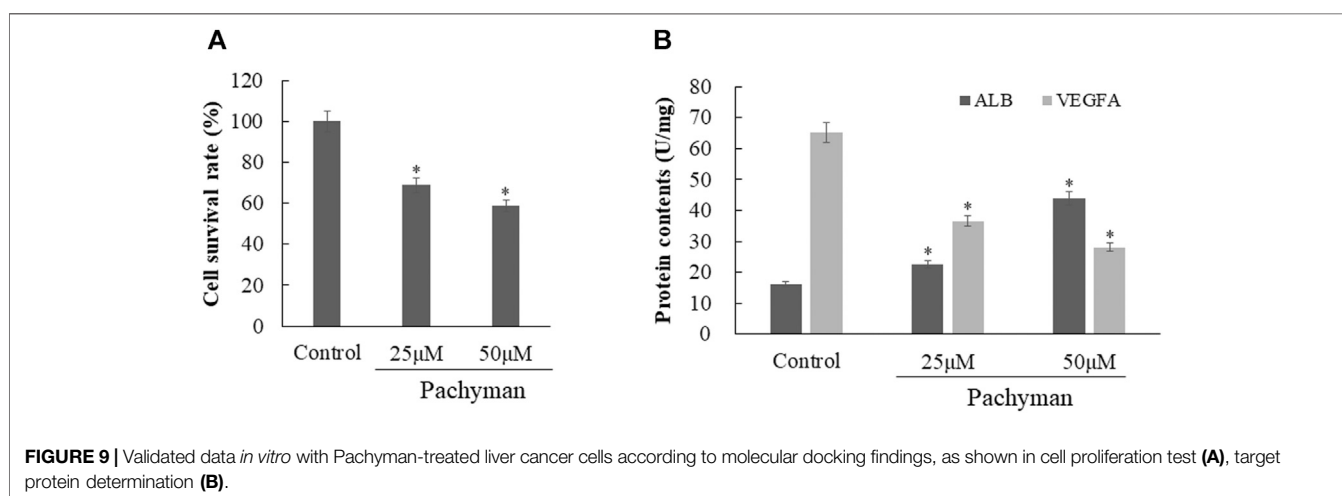 A
Cell survival rate (%)
120
100
80
60
40
20
0
*
*
Control
25μM
50μM
Pachyman
B
ALB
VEGFA
Protein contents (U/mg)
80
70
60
50
40
30
20
10
0
*
*
*
*
Control
25μM
50μM
Pachyman
FIGURE 9 | Validated data in vitro with Pachyman-treated liver cancer cells according to molecular docking findings, as shown in cell proliferation test (A), target
protein determination (B).